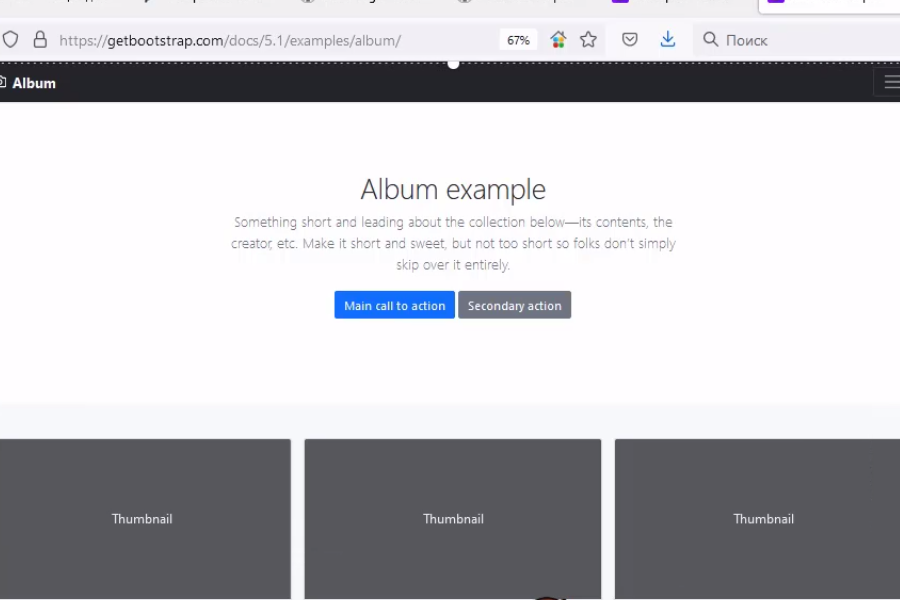 https://getbootstrap.com/docs/5.1/examples/album/
67%
Поиск
Album
Album example
Something short and leading about the collection below—its contents, the
creator, etc. Make it short and sweet, but not too short so folks don't simply
skip over it entirely.
Main call to action Secondary action
Thumbnail Thumbnail Thumbnail